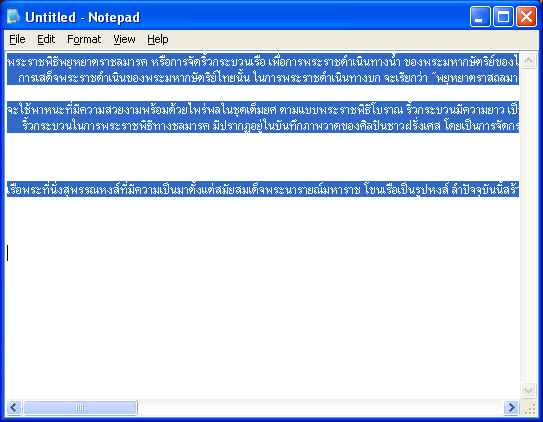 Untitled - Notepad
File Edit Format View Help
พระราชพิธีพยุหยาตราชลมารค หรือการจัดริ้วกระบวนเรือ เพื่อการพระราชดำเนินทางน้ำ ของพระมหากษัตริย์ของไ
การเสด็จพระราชดำเนินของพระมหากษัตริย์ไทยนั้น ในการพระราชดำเนินทางบก จะเรียกว่า "พยุหยาตราสถลมา
จะใช้พาหนะที่มีความสวยงามพร้อมด้วยไพร่พลในชุดเต็มยศ ตามแบบพระราชพิธีโบราณ ริ้วกระบวนมีความยาว เป็
ริ้วกระบวนในการพระราชพิธีทางชลมารค มีปรากฏอยู่ในบันทึกภาพวาดของศิลปินชาวฝรั่งเศส โดยเป็นการจัดกร
เรือพระที่นั่งสุพรรณหงส์ที่มีความเป็นมาตั้งแต่สมัยสมเด็จพระนารายณ์มหาราช โขนเรือเป็นรูปหงส์ ลำปัจจุบันนี้สร้า